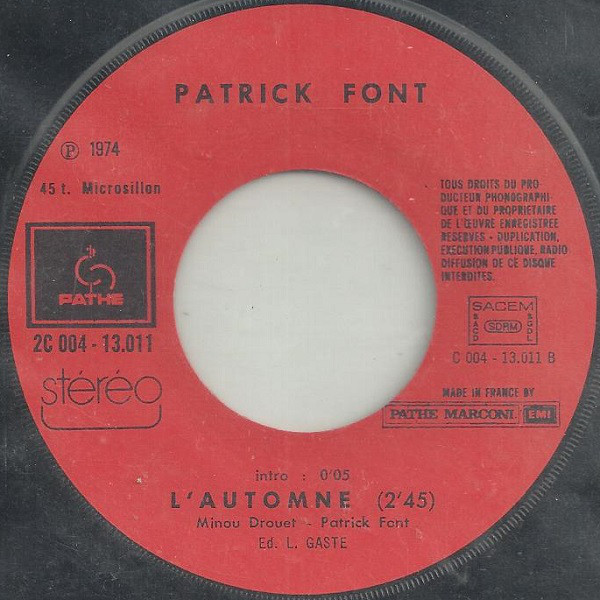 PATRICK FONT
℗ 1974
45 t. Microsillon
TOUS DROITS DU PRO-
DUCTEUR PHONOGRAPHI-
QUE ET DU PROPRIETAIRE
DE L'ŒUVRE ENREGISTREE
RESERVES - DUPLICATION,
EXECUTION PUBLIQUE, RADIO
DIFFUSION DE CE DISQUE
INTERDITES.
PATHE
2C 004 - 13.011
stéréo
SACEM
SACD
SDRM
SGDL
C 004 - 13.011 B
MADE IN FRANCE BY
PATHE MARCONI EMI
intro : 0'05
L'AUTOMNE (2'45)
Minou Drouet - Patrick Font
Ed. L. GASTE